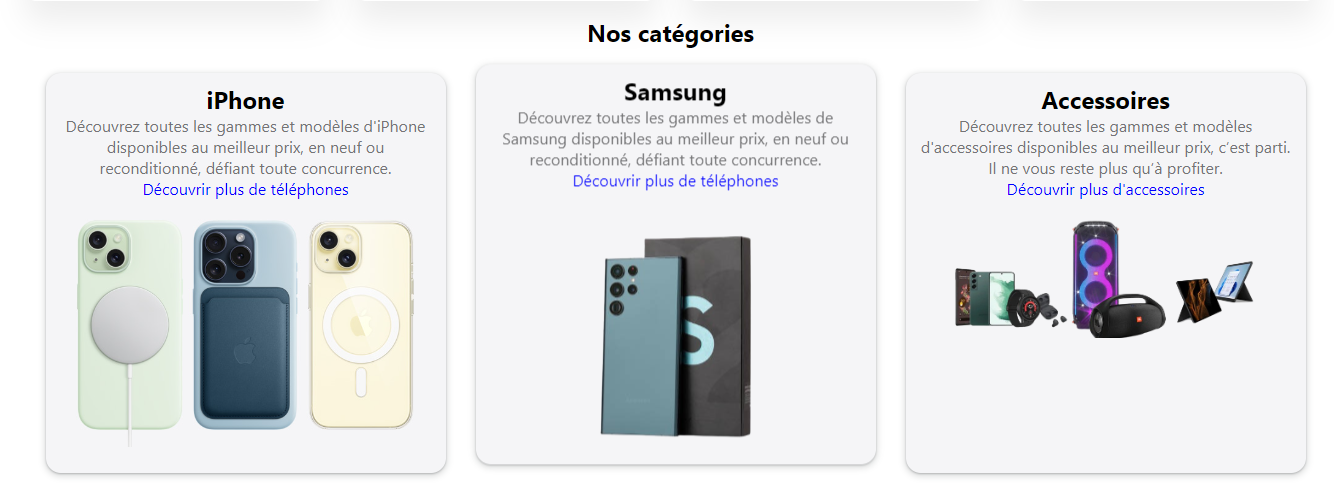 Nos catégories
iPhone
Découvrez toutes les gammes et modèles d'iPhone
disponibles au meilleur prix, en neuf ou
reconditionné, défiant toute concurrence.
Découvrir plus de téléphones
Samsung
Découvrez toutes les gammes et modèles de
Samsung disponibles au meilleur prix, en neuf ou
reconditionné, défiant toute concurrence.
Découvrir plus de téléphones
S
Accessoires
Découvrez toutes les gammes et modèles
d'accessoires disponibles au meilleur prix, c’est parti.
Il ne vous reste plus qu’à profiter.
Découvrir plus d'accessoires